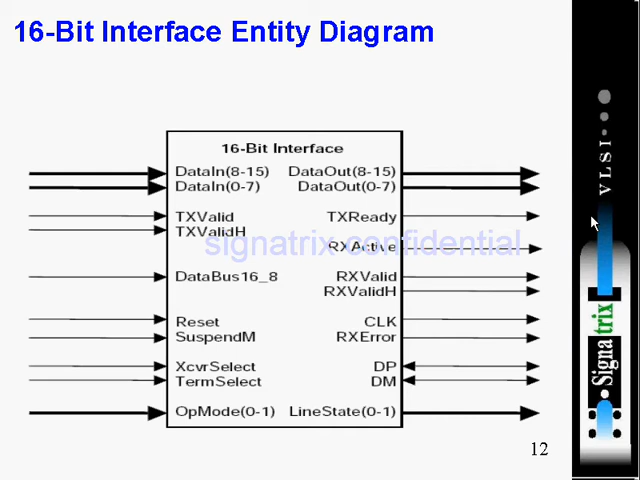 16-Bit Interface Entity Diagram
16-Bit Interface
DataIn(8-15) DataOut(8-15)
DataIn(0-7) DataOut(0-7)
TXValid TXReady
TXValidH
signatrix confidential
RXActive
DataBus16_8 RXValid
RXValidH
Reset CLK
SuspendM RXError
XcvrSelect DP
TermSelect DM
OpMode(0-1) LineState(0-1)
12
VLSI
Signatrix